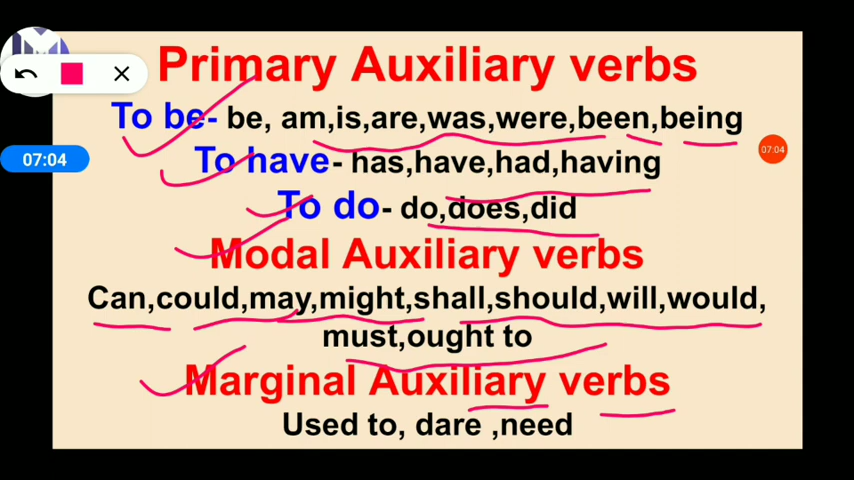 Primary Auxiliary verbs
To be- be, am,is,are,was,were,been,being
07:04
07:04
To have- has,have,had,having
To do- do,does,did
Modal Auxiliary verbs
Can,could,may,might,shall,should,will,would,
must,ought to
Marginal Auxiliary verbs
Used to, dare ,need